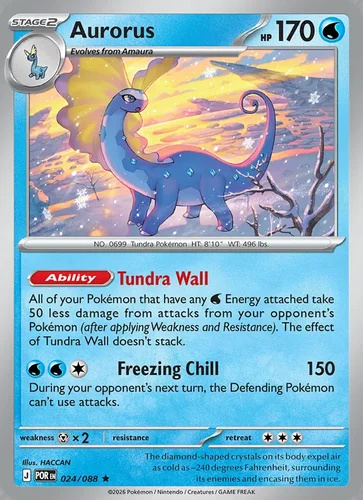 STAGE2
Aurorus
HP 170
Evolves from Amaura
NO. 0699 Tundra Pokémon HT: 8'10" WT: 496 lbs.
Ability Tundra Wall
All of your Pokémon that have any Energy attached take
50 less damage from attacks from your opponent's
Pokémon (after applying Weakness and Resistance). The effect
of Tundra Wall doesn't stack.
Freezing Chill 150
During your opponent's next turn, the Defending Pokémon
can't use attacks.
weakness ×2 resistance retreat
Illus. HACCAN
J POR EN 024/088
The diamond-shaped crystals on its body expel air
as cold as -240 degrees Fahrenheit, surrounding
its enemies and encasing them in ice.
©2026 Pokémon / Nintendo / Creatures / GAME FREAK